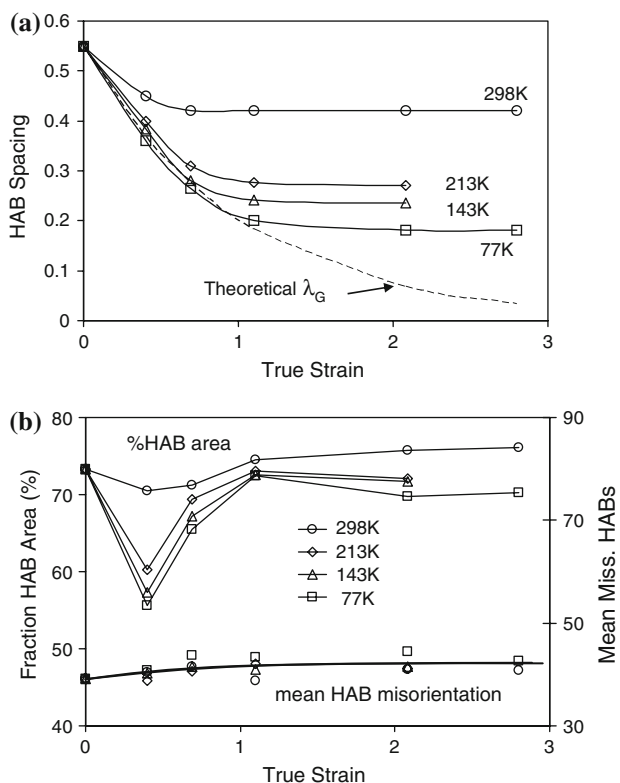 (a)
0.6
0.5
0.4
0.3
0.2
0.1
0
HAB Spacing
298K
213K
143K
77K
Theoretical λG
0 1 2 3
True Strain
(b)
80
70
60
50
40
Fraction HAB Area (%)
%HAB area
298K
213K
143K
77K
mean HAB misorientation
90
70
50
30
Mean Miss. HABs
0 1 2 3
True Strain